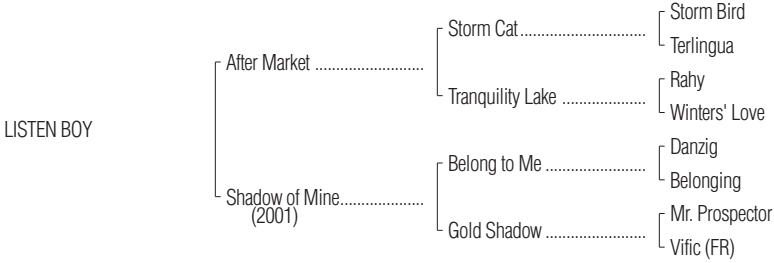 Storm Bird
Storm Cat..............................
Terlingua
After Market ..........................
Rahy
Tranquility Lake ....................
Winters' Love
LISTEN BOY
Danzig
Belong to Me ........................
Belonging
Shadow of Mine....................
(2001)
Mr. Prospector
Gold Shadow ........................
Vific (FR)